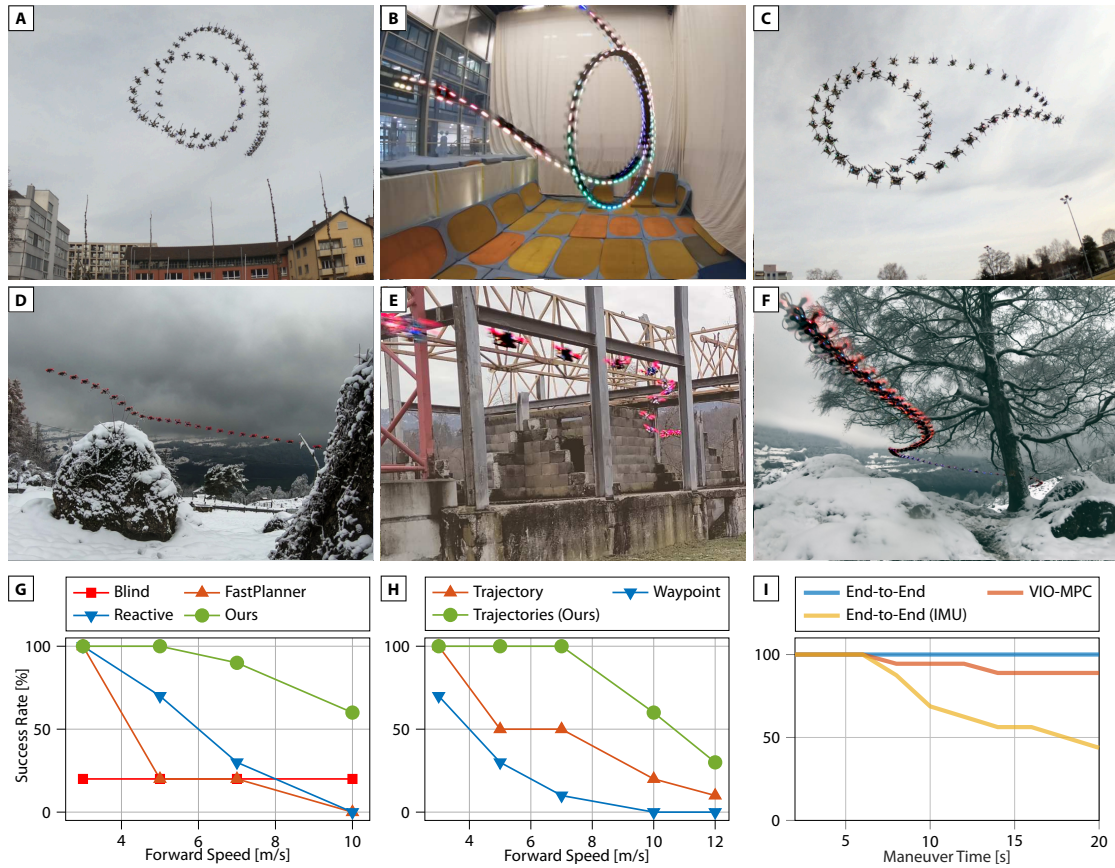 A
B
C
D
E
F
G
Blind
FastPlanner
Reactive
Ours
Success Rate [%]
100
50
0
4
6
8
10
Forward Speed [m/s]
H
Trajectory
Waypoint
Trajectories (Ours)
100
50
0
4
6
8
10
12
Forward Speed [m/s]
I
End-to-End
VIO-MPC
End-to-End (IMU)
100
50
0
5
10
15
20
Maneuver Time [s]